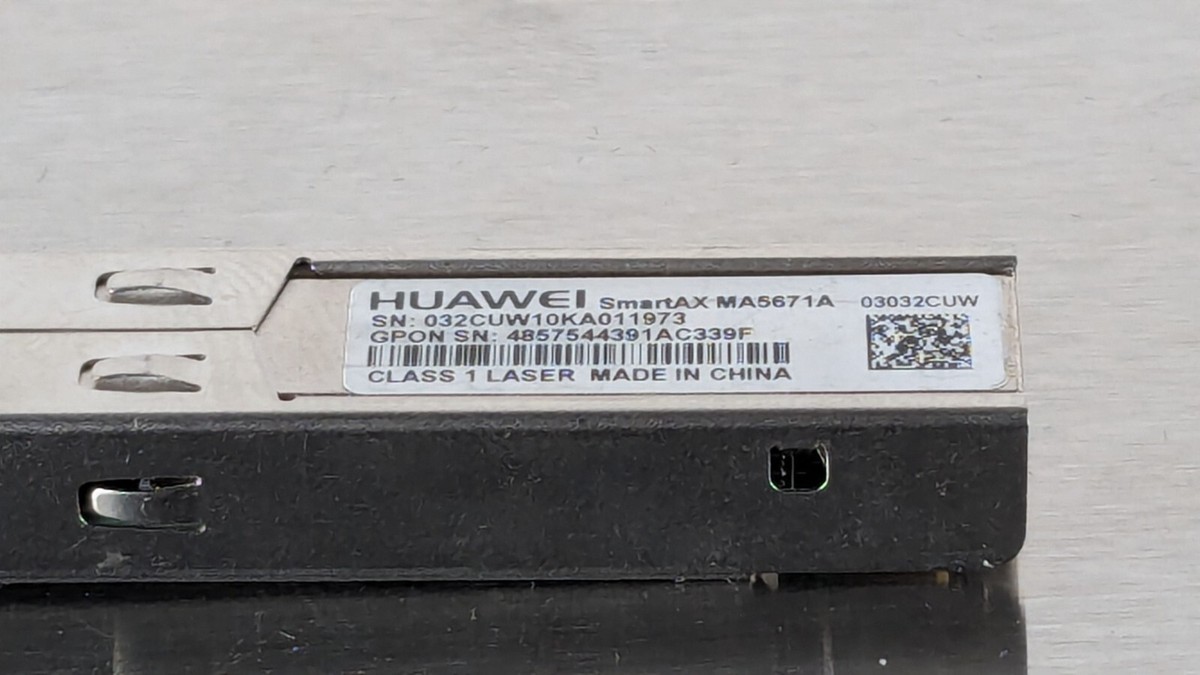 HUAWEI SmartAX MA5671A 03032CUW
SN: 032CUW10KA011973
GPON SN: 4857544391AC339F
CLASS 1 LASER MADE IN CHINA